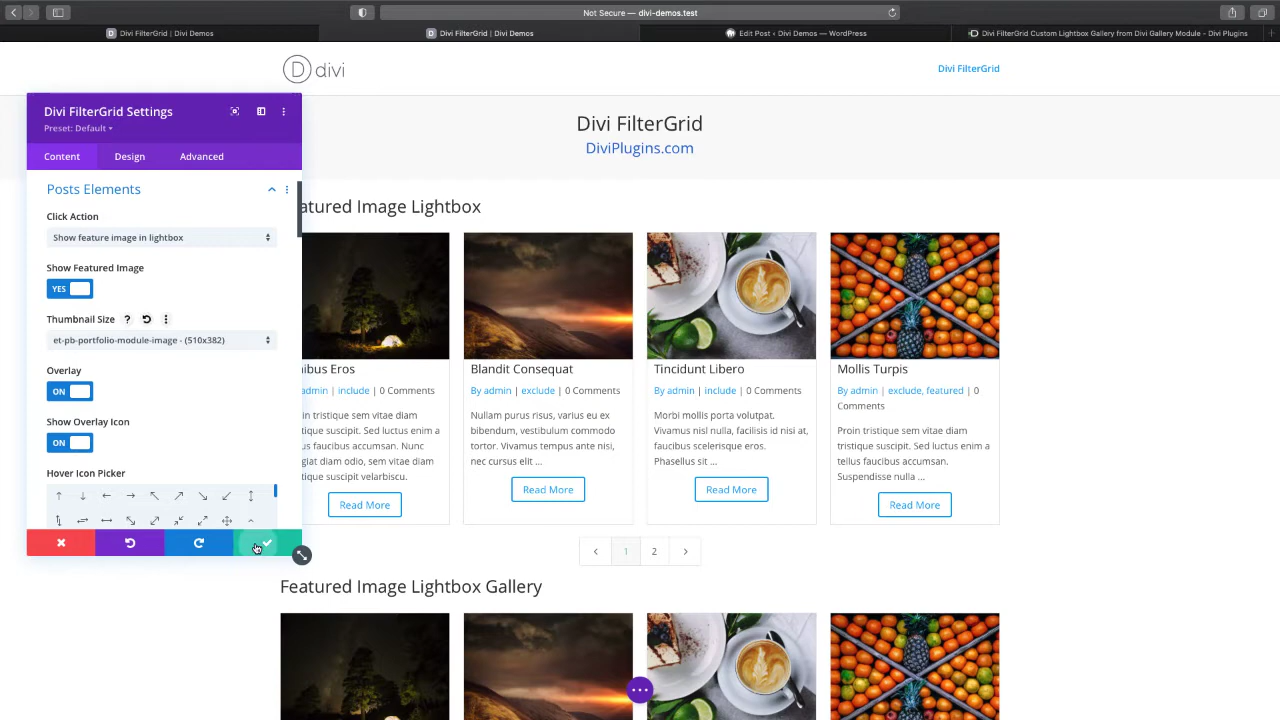 Not Secure — divi-demos.test
Divi FilterGrid | Divi Demos
Divi FilterGrid | Divi Demos
Edit Post ‹ Divi Demos — WordPress
Divi FilterGrid Custom Lightbox Gallery from Divi Gallery Module - Divi Plugins
D divi
Divi FilterGrid
Divi FilterGrid Settings
Preset: Default
Content
Design
Advanced
Posts Elements
Click Action
Show feature image in lightbox
Show Featured Image
YES
Thumbnail Size ?
et-pb-portfolio-module-image - (510x382)
Overlay
ON
Show Overlay Icon
ON
Hover Icon Picker
Divi FilterGrid
DiviPlugins.com
atured Image Lightbox
ibus Eros
admin | include | 0 Comments
in tristique sem vitae diam
tristique suscipit. Sed luctus enim a
us faucibus accumsan. Nunc
giat diam odio, sem vitae diam
tristique suscipit velarbiscu.
Read More
Blandit Consequat
By admin | exclude | 0 Comments
Nullam purus risus, varius eu ex
bibendum, vestibulum commodo
tortor. Vivamus tempus ante nisi,
nec cursus elit ...
Read More
Tincidunt Libero
By admin | include | 0 Comments
Morbi mollis porta volutpat.
Vivamus nisl nulla, facilisis id nisi at,
faucibus scelerisque eros.
Phasellus sit ...
Read More
Mollis Turpis
By admin | exclude, featured | 0
Comments
Proin tristique sem vitae diam
tristique suscipit. Sed luctus enim a
tellus faucibus accumsan.
Suspendisse nulla ...
Read More
1
2
Featured Image Lightbox Gallery